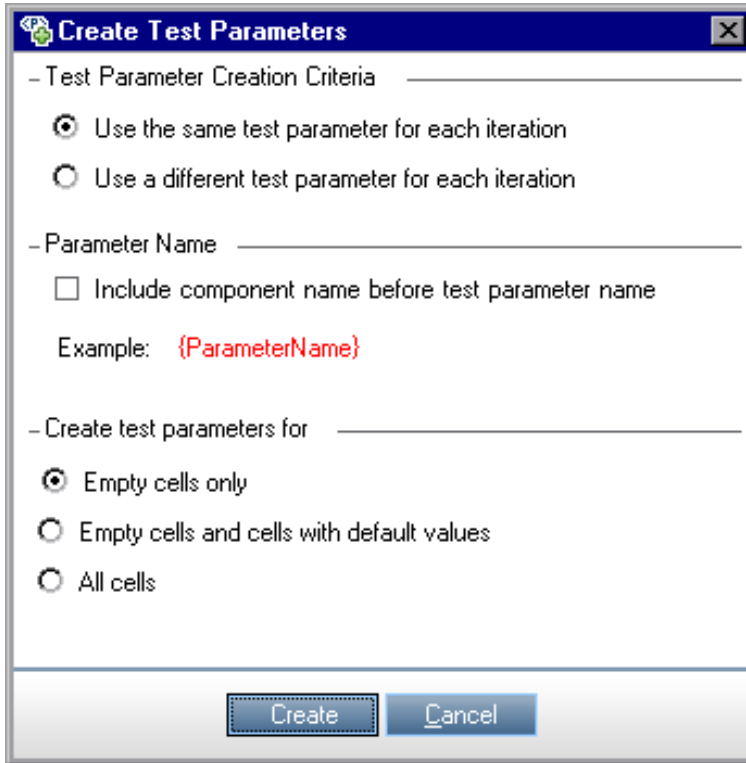 Create Test Parameters
Test Parameter Creation Criteria
Use the same test parameter for each iteration
Use a different test parameter for each iteration
Parameter Name
Include component name before test parameter name
Example: {ParameterName}
Create test parameters for
Empty cells only
Empty cells and cells with default values
All cells
Create Cancel